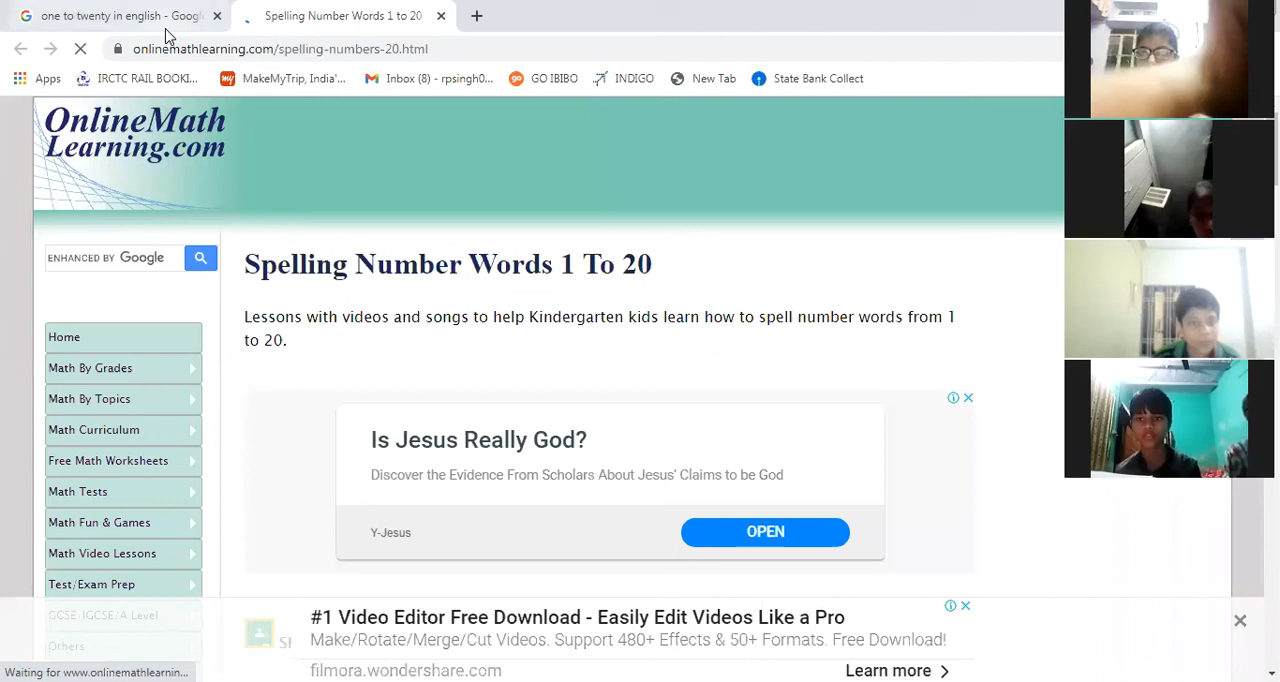 one to twenty in english - Googl
Spelling Number Words 1 to 20
onlinemathlearning.com/spelling-numbers-20.html
Apps
IRCTC RAIL BOOKI...
my
MakeMyTrip, India'...
Inbox (8) - rpsingh0...
go
GO IBIBO
INDIGO
New Tab
State Bank Collect
OnlineMath
Learning.com
ENHANCED BY Google
Spelling Number Words 1 To 20
Lessons with videos and songs to help Kindergarten kids learn how to spell number words from 1
to 20.
Home
Math By Grades
Math By Topics
Math Curriculum
Free Math Worksheets
Math Tests
Math Fun & Games
Math Video Lessons
Test/Exam Prep
GCSE/IGCSE/A Level
Others
Is Jesus Really God?
Discover the Evidence From Scholars About Jesus' Claims to be God
Y-Jesus
OPEN
#1 Video Editor Free Download - Easily Edit Videos Like a Pro
Make/Rotate/Merge/Cut Videos. Support 480+ Effects & 50+ Formats. Free Download!
filmora.wondershare.com
Learn more
Waiting for www.onlinemathlearnin...